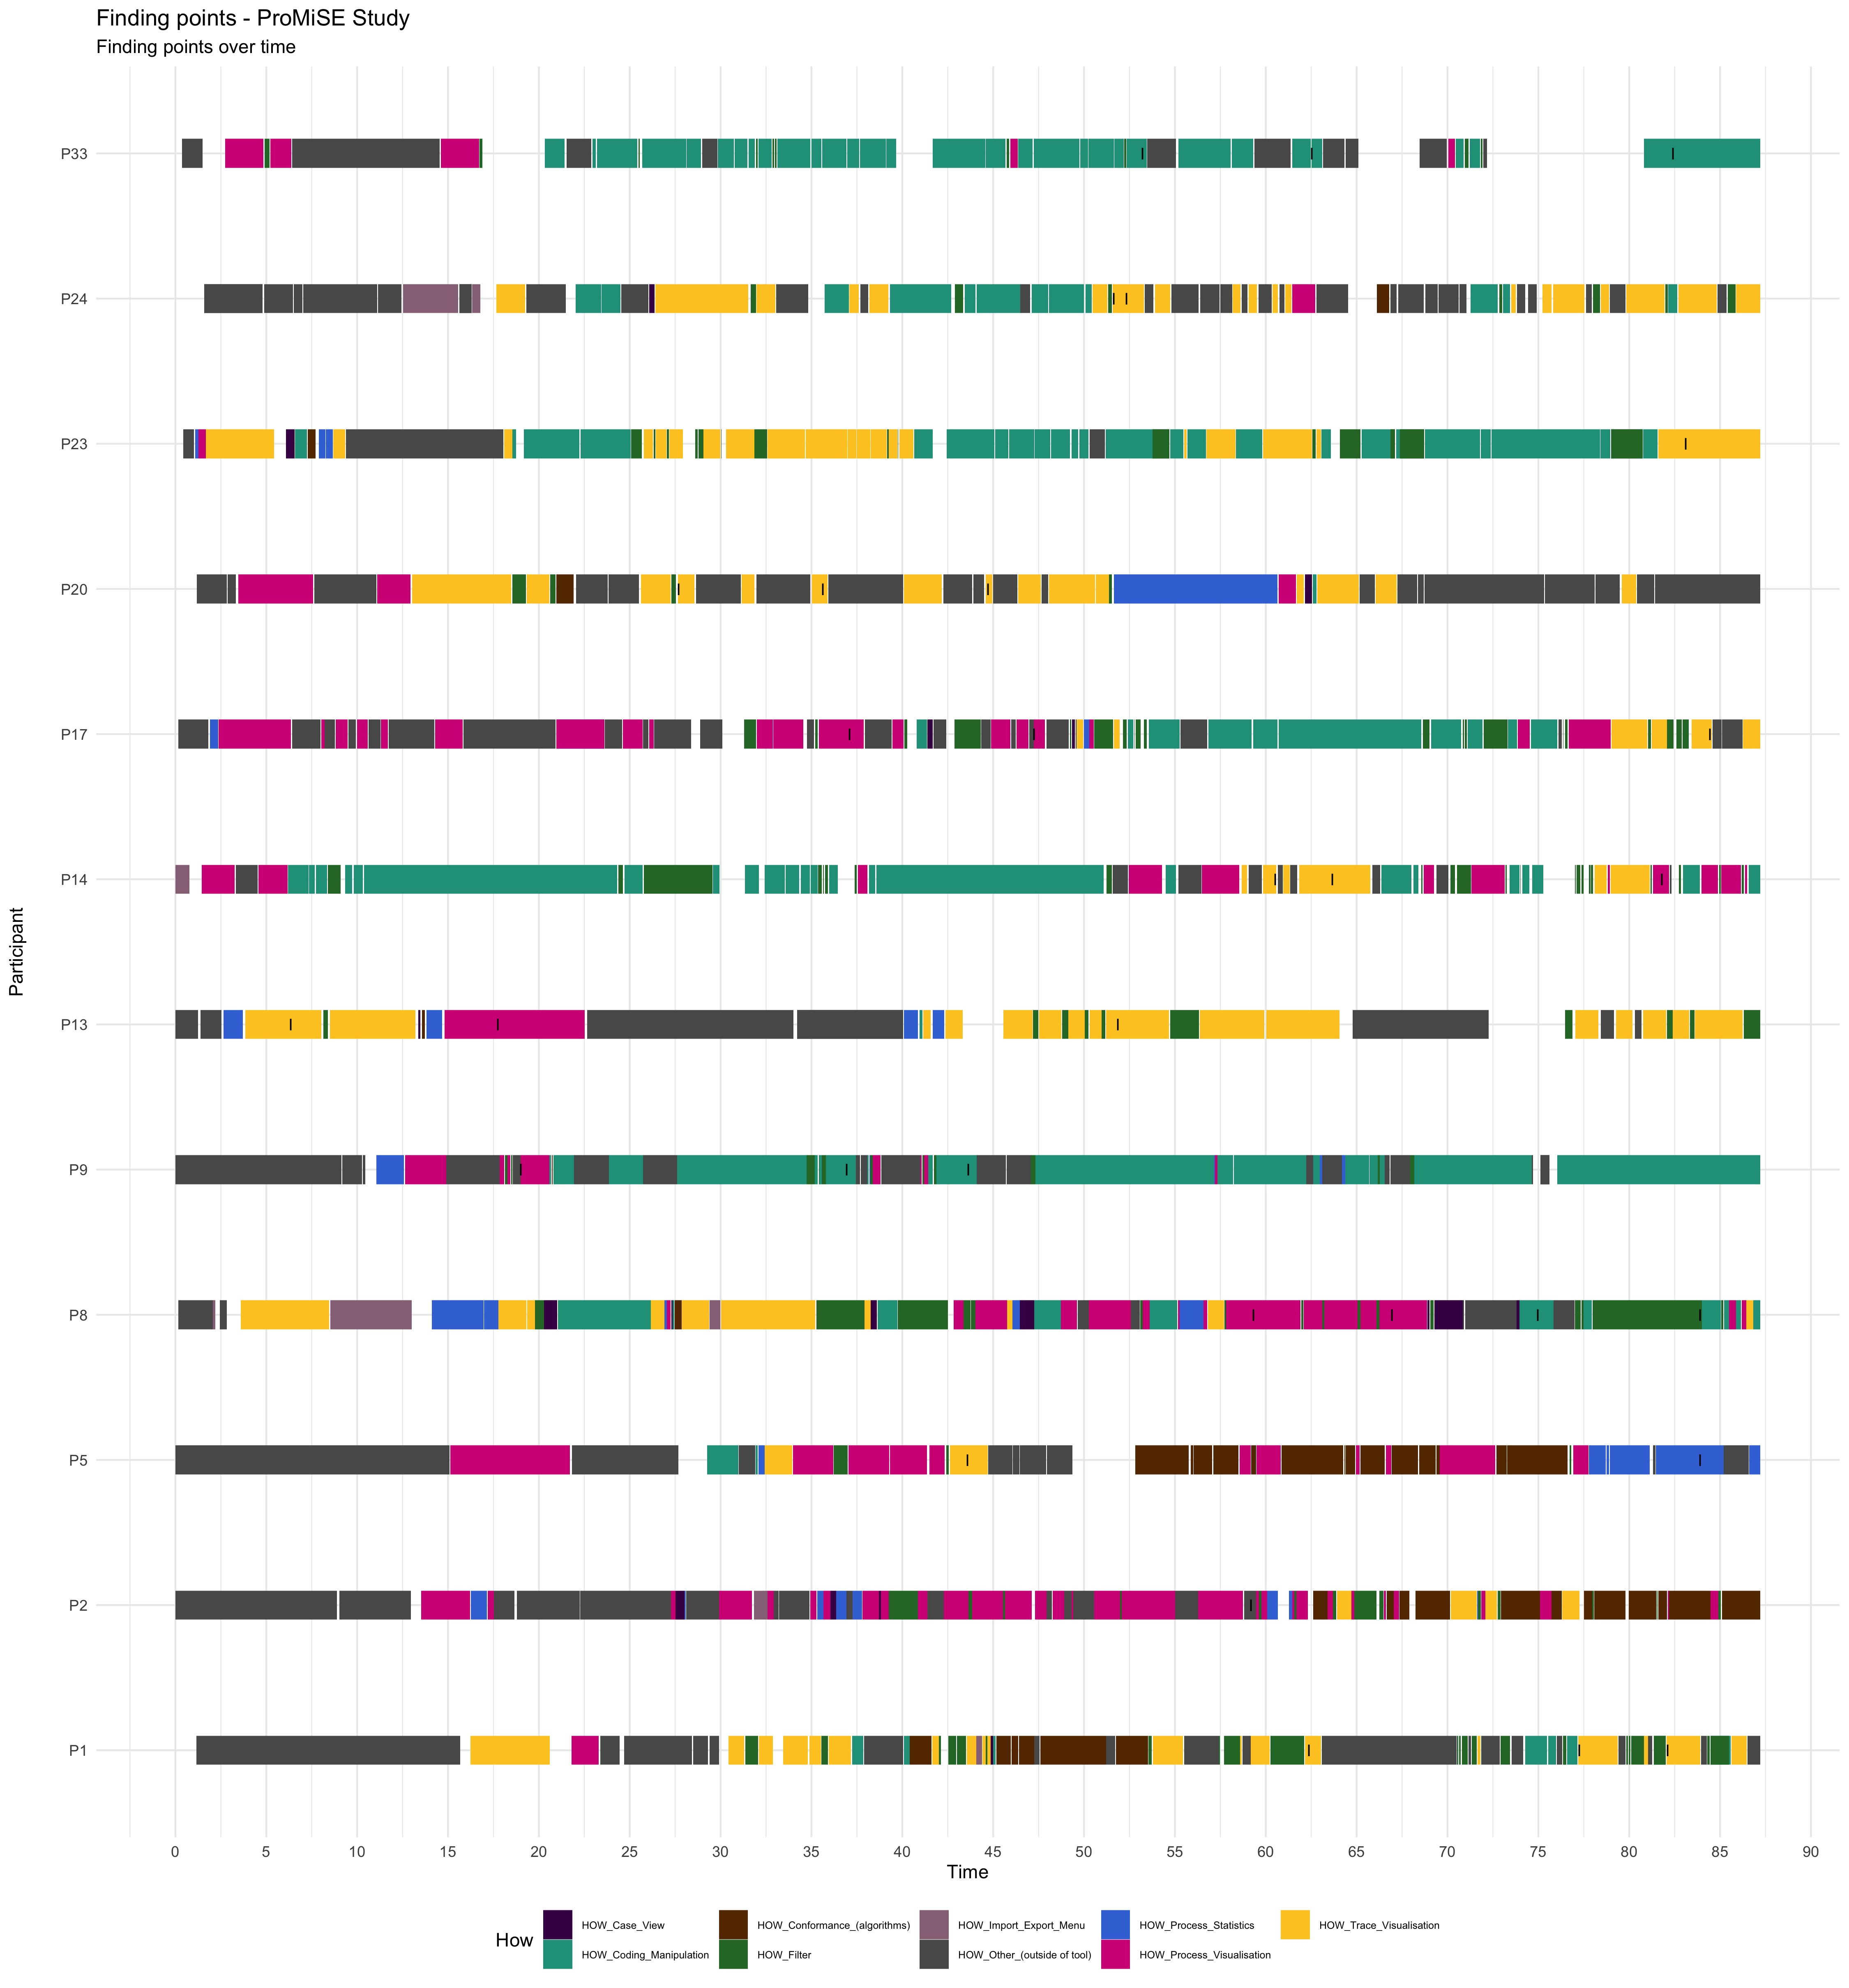 Finding points - ProMiSE Study
Finding points over time
Participant
P33
P24
P23
P20
P17
P14
P13
P9
P8
P5
P2
P1
0 5 10 15 20 25 30 35 40 45 50 55 60 65 70 75 80 85 90
Time
How
HOW_Case_View HOW_Conformance_(algorithms) HOW_Import_Export_Menu HOW_Process_Statistics HOW_Trace_Visualisation
HOW_Coding_Manipulation HOW_Filter HOW_Other_(outside of tool) HOW_Process_Visualisation